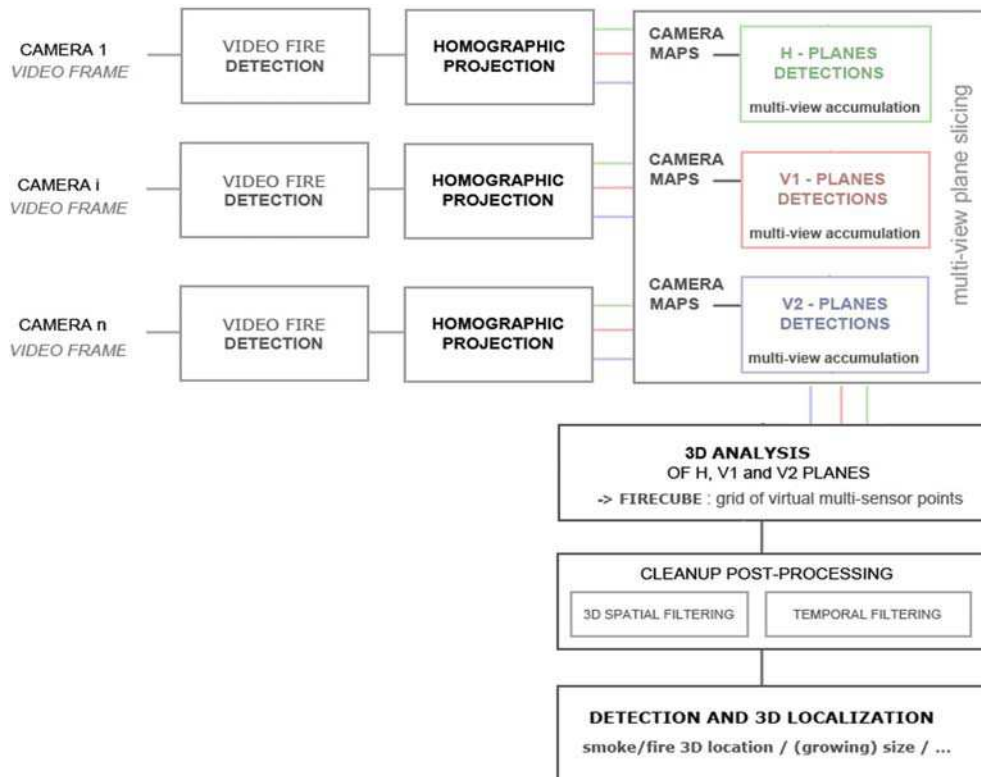 CAMERA 1
VIDEO FRAME
VIDEO FIRE
DETECTION
HOMOGRAPHIC
PROJECTION
CAMERA
MAPS
H - PLANES
DETECTIONS
multi-view accumulation
CAMERA i
VIDEO FRAME
VIDEO FIRE
DETECTION
HOMOGRAPHIC
PROJECTION
CAMERA
MAPS
V1 - PLANES
DETECTIONS
multi-view accumulation
CAMERA n
VIDEO FRAME
VIDEO FIRE
DETECTION
HOMOGRAPHIC
PROJECTION
CAMERA
MAPS
V2 - PLANES
DETECTIONS
multi-view accumulation
multi-view plane slicing
3D ANALYSIS
OF H, V1 and V2 PLANES
-> FIRECUBE : grid of virtual multi-sensor points
CLEANUP POST-PROCESSING
3D SPATIAL FILTERING
TEMPORAL FILTERING
DETECTION AND 3D LOCALIZATION
smoke/fire 3D location / (growing) size / ...